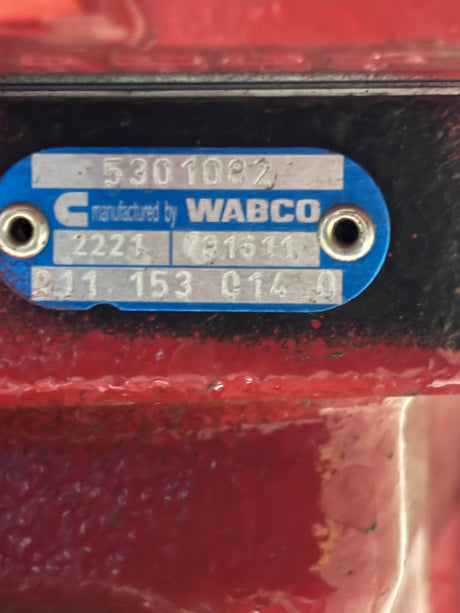 5301082
manufactured by WABCO
2221 791611
911 153 014 0